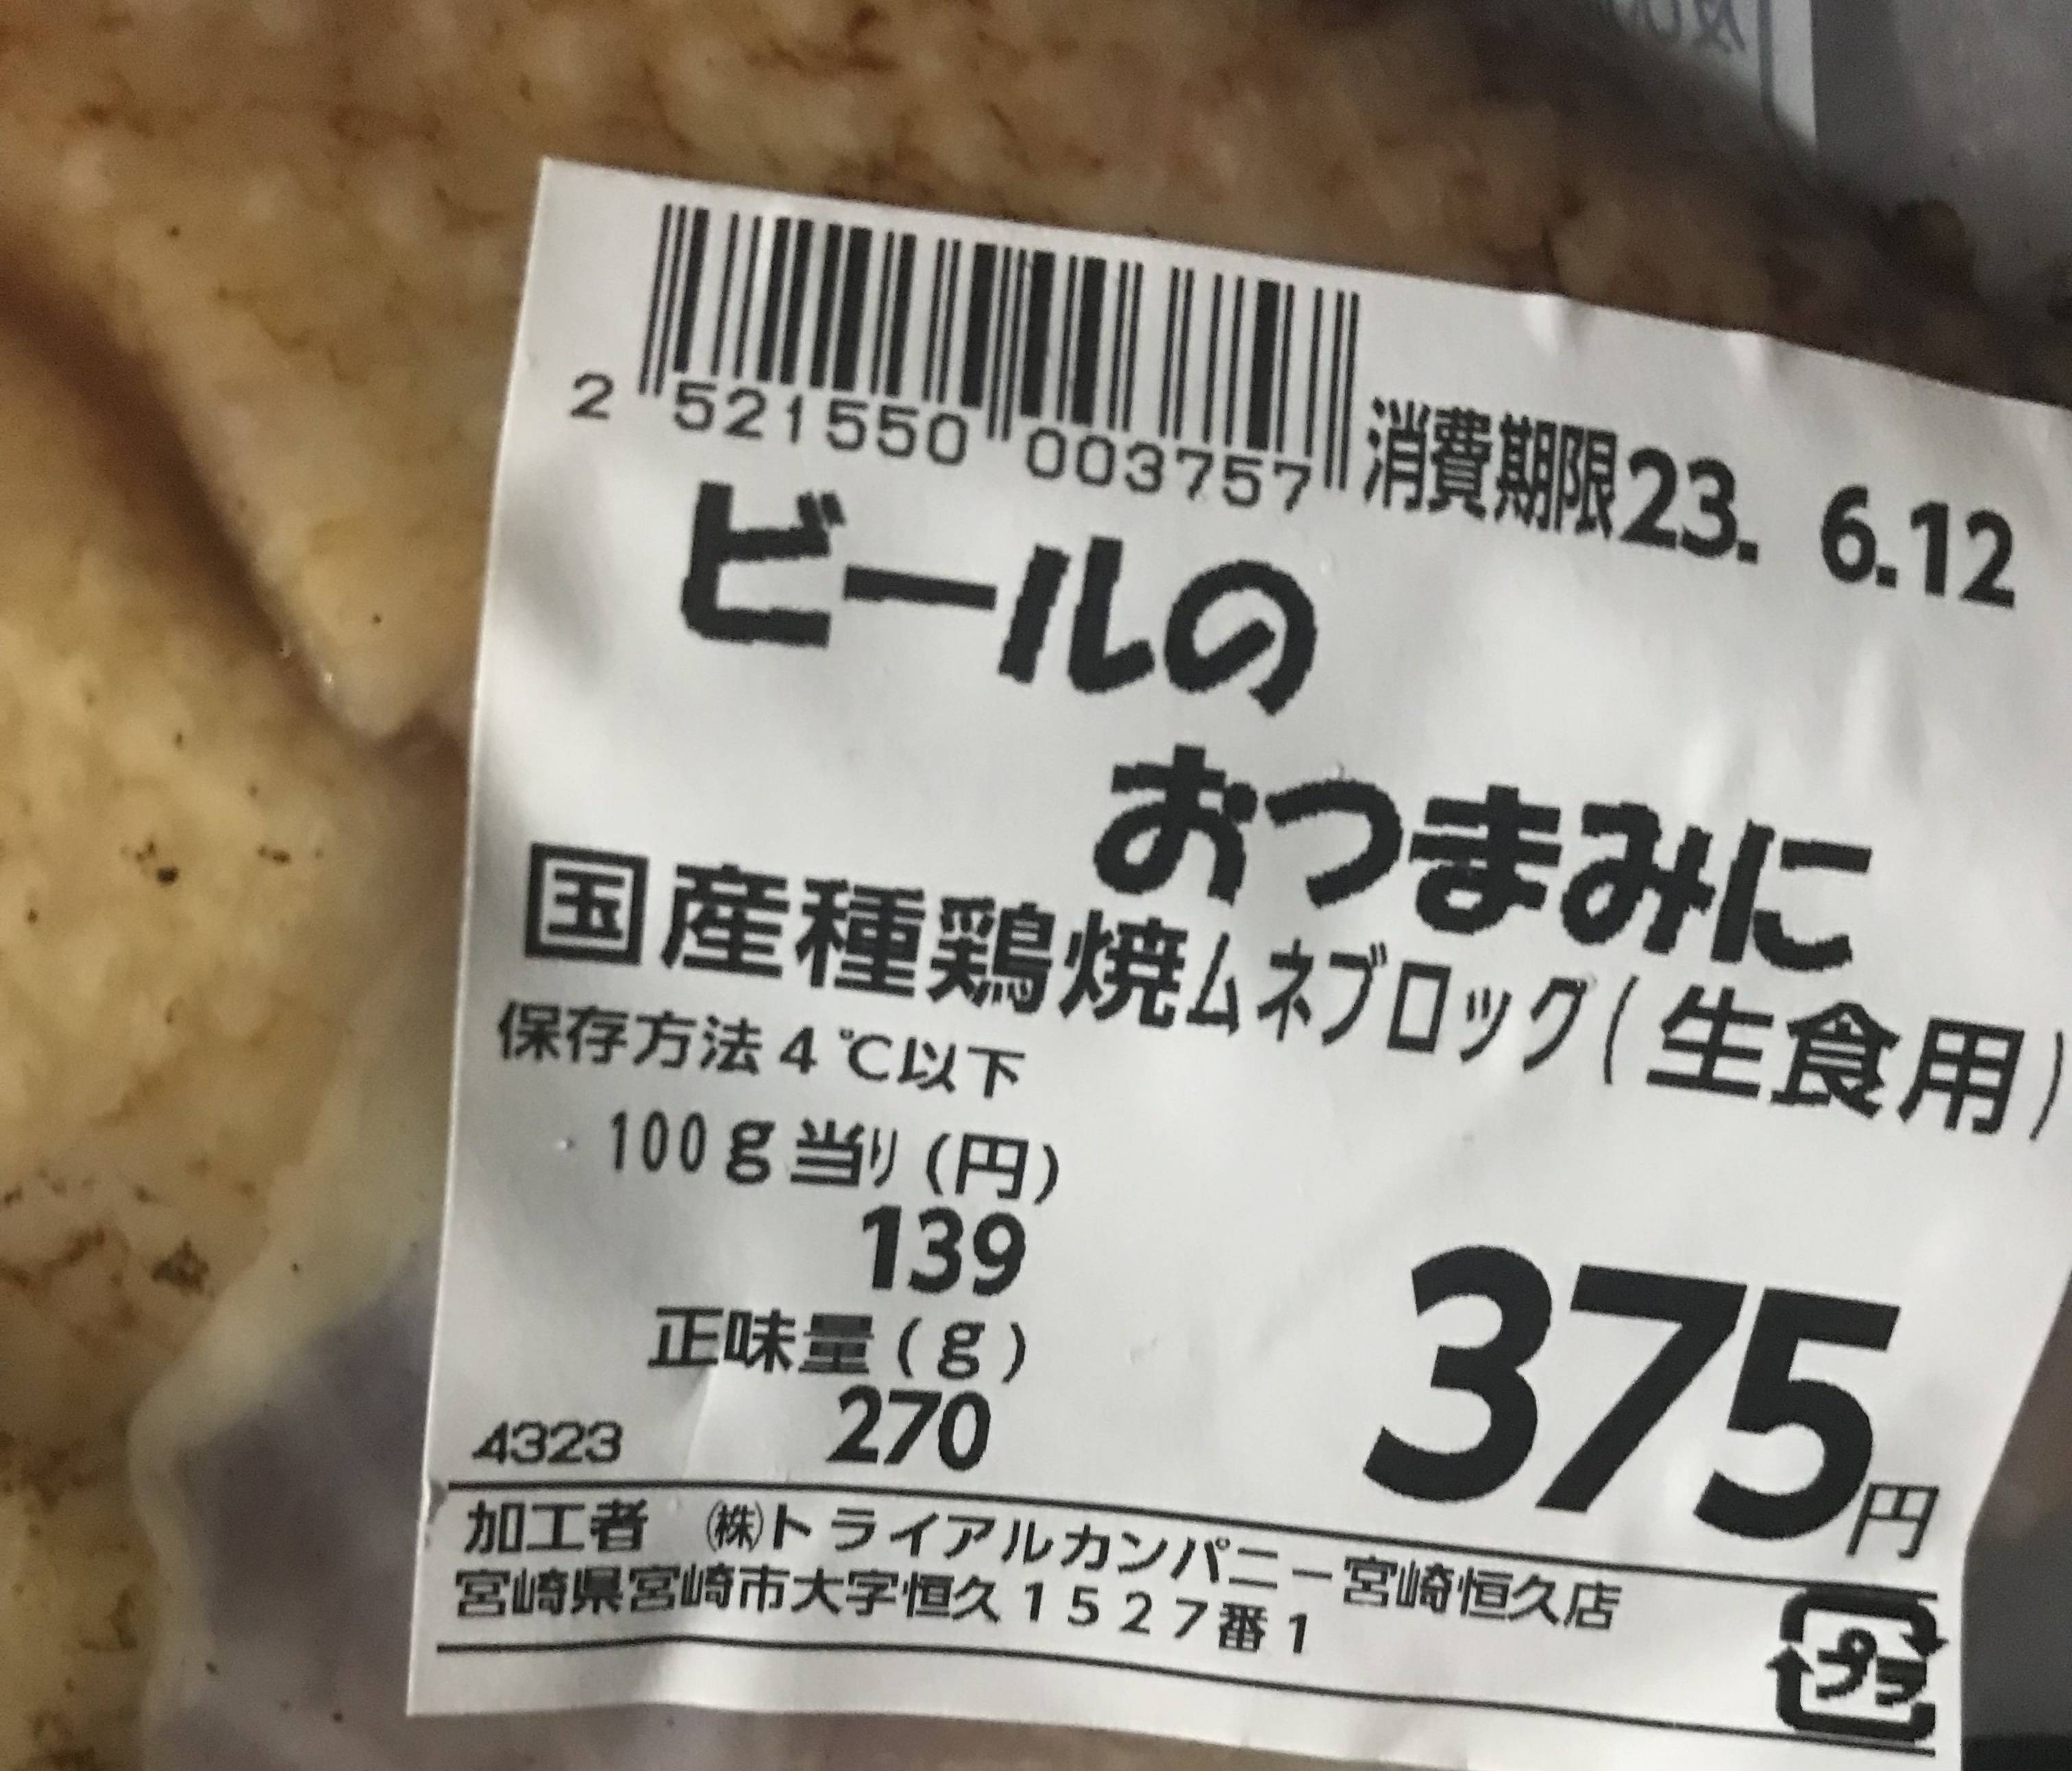 2 521550 003757
消費期限23. 6.12
ビールの
おつまみに
国産種鶏焼ムネブロック(生食用)
保存方法4℃以下
100g当り(円)
139
正味量(g)
270
375円
4323
加工者 ㈱トライアルカンパニー宮崎恒久店
宮崎県宮崎市大字恒久1527番1
プラ